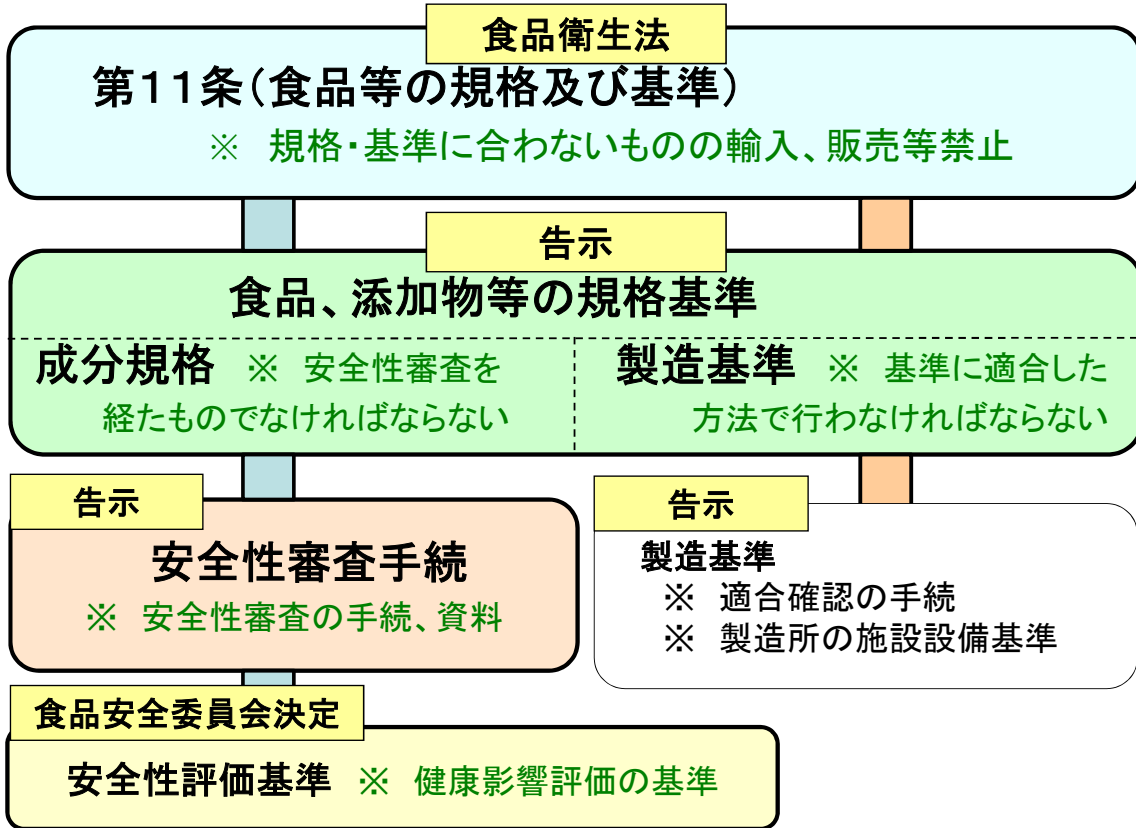 食品衛生法
第11条(食品等の規格及び基準)
※ 規格・基準に合わないものの輸入、販売等禁止
告示
食品、添加物等の規格基準
成分規格 ※ 安全性審査を
経たものでなければならない
製造基準 ※ 基準に適合した
方法で行わなければならない
告示
安全性審査手続
※ 安全性審査の手続、資料
告示
製造基準
※ 適合確認の手続
※ 製造所の施設設備基準
食品安全委員会決定
安全性評価基準 ※ 健康影響評価の基準